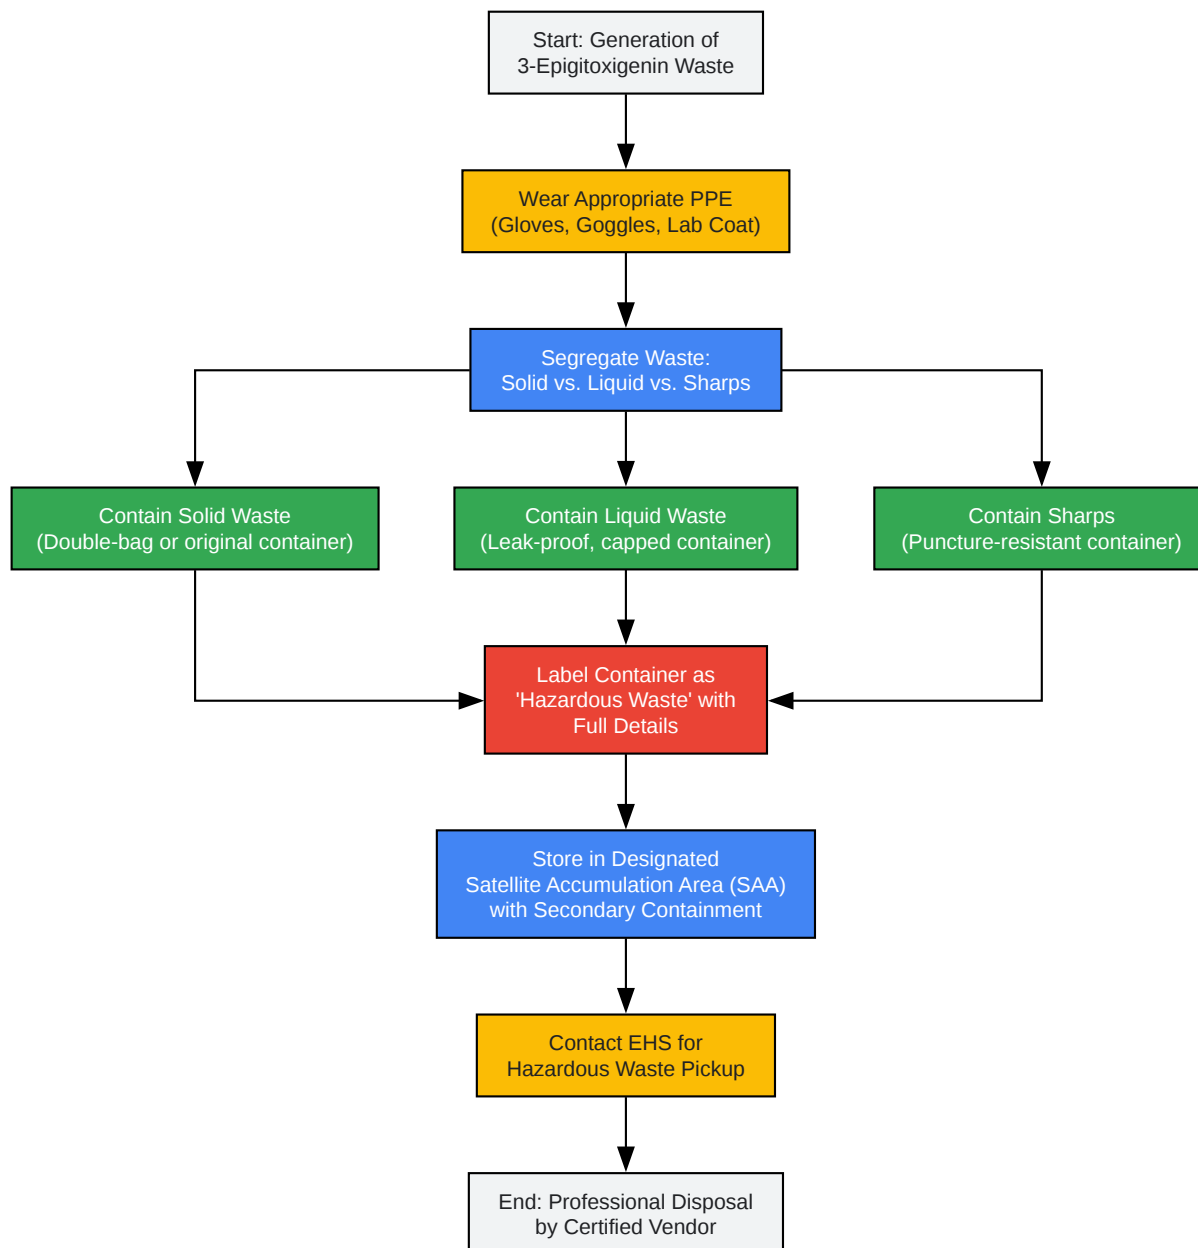 Start: Generation of
3-Epigitoxigenin Waste
Wear Appropriate PPE
(Gloves, Goggles, Lab Coat)
Segregate Waste:
Solid vs. Liquid vs. Sharps
Contain Solid Waste
(Double-bag or original container)
Contain Liquid Waste
(Leak-proof, capped container)
Contain Sharps
(Puncture-resistant container)
Label Container as
'Hazardous Waste' with
Full Details
Store in Designated
Satellite Accumulation Area (SAA)
with Secondary Containment
Contact EHS for
Hazardous Waste Pickup
End: Professional Disposal
by Certified Vendor